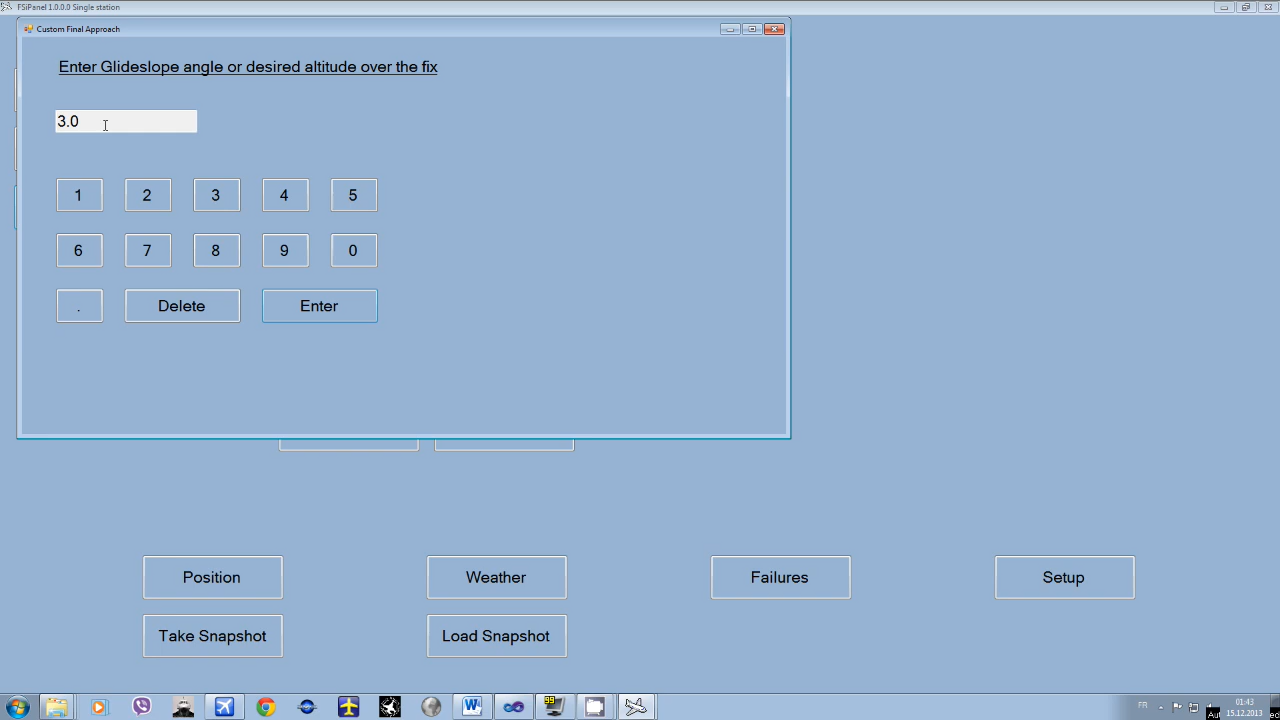 FSiPanel 1.0.0.0 Single station
Custom Final Approach
Enter Glideslope angle or desired altitude over the fix
3.0
1 2 3 4 5
6 7 8 9 0
. Delete Enter
Position Weather Failures Setup
Take Snapshot Load Snapshot
FR
01:43
15.12.2013